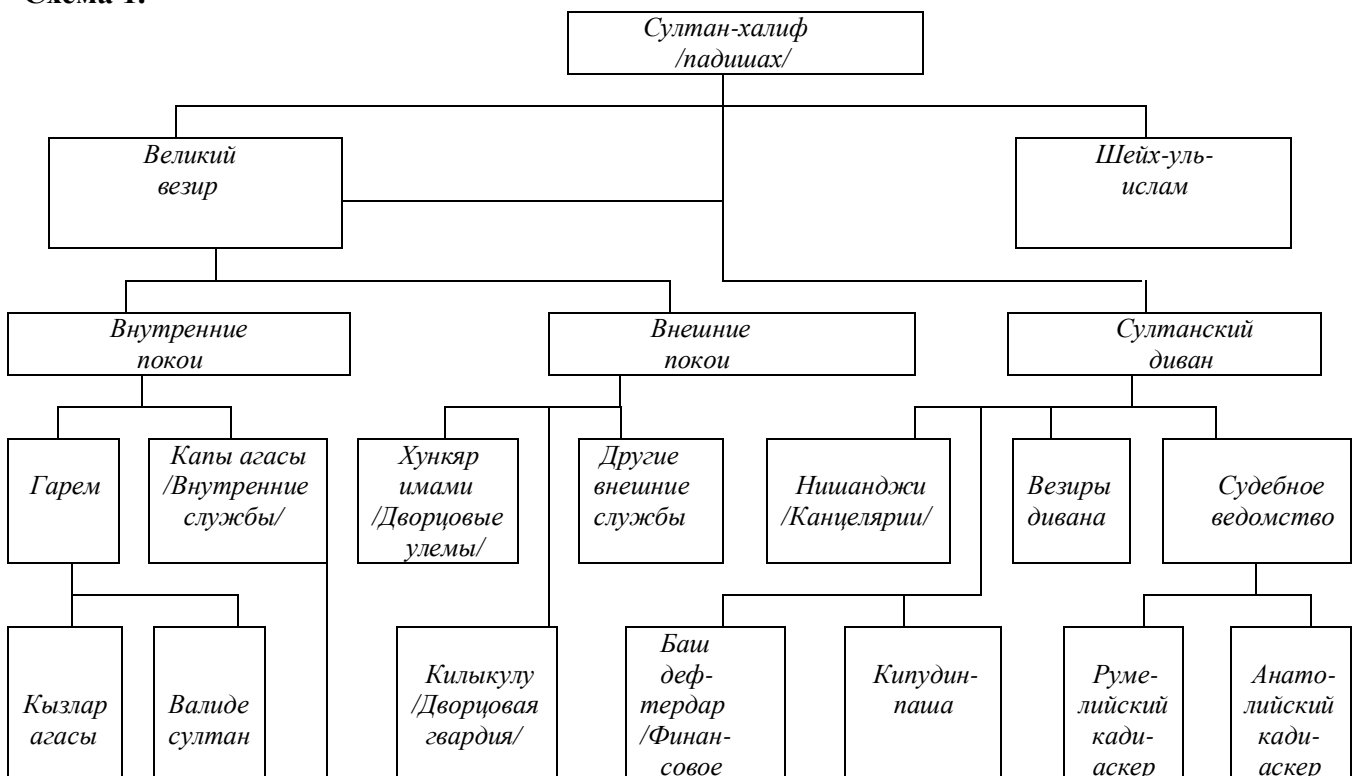 Схема 1.
Султан-халиф
/падишах/
Великий
везир
Шейх-уль-
ислам
Внутренние
покои
Внешние
покои
Султанский
диван
Гарем
Капы агасы
/Внутренние
службы/
Хункяр
имами
/Дворцовые
улемы/
Другие
внешние
службы
Нишанджи
/Канцелярии/
Везиры
дивана
Судебное
ведомство
Кызлар
агасы
Валиде
султан
Килыкулу
/Дворцовая
гвардия/
Баш
деф-
тердар
/Финан-
совое
Кипудин-
паша
Руме-
лийский
кади-
аскер
Анато-
лийский
кади-
аскер